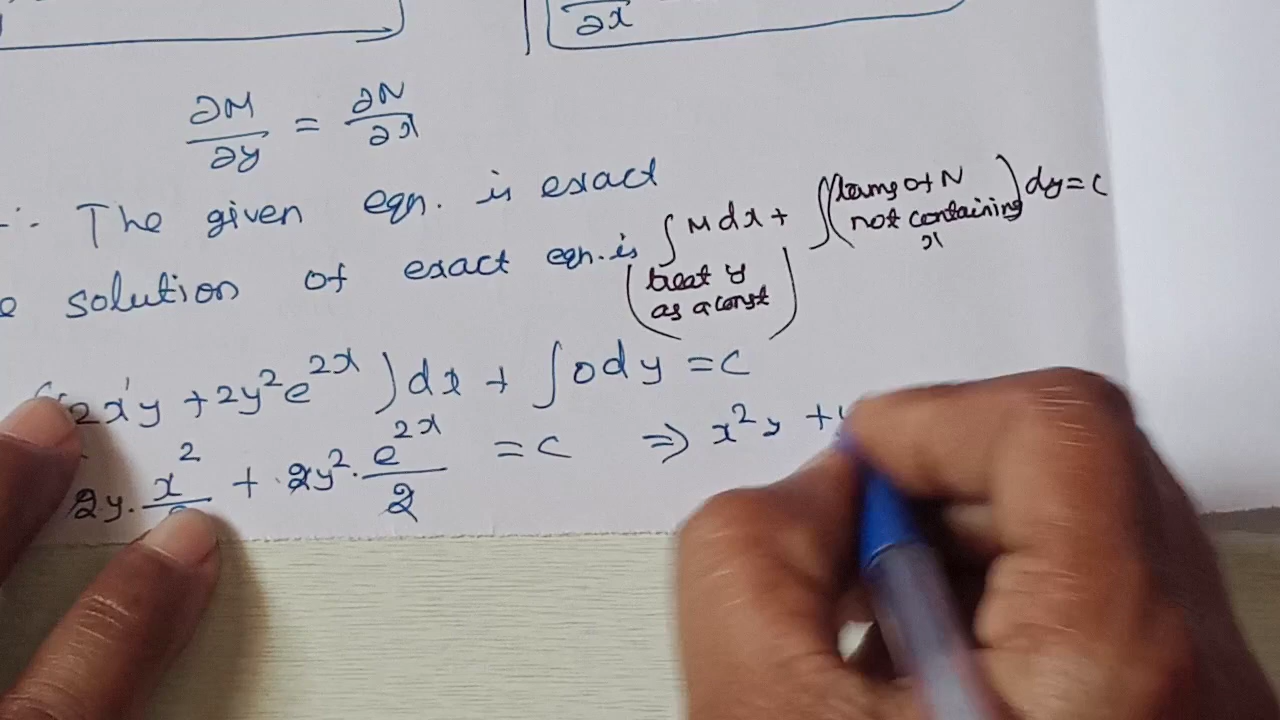 ∂x
∂M/∂y = ∂N/∂x
∴ The given eqn. is exact
e solution of exact eqn. is ∫ M dx + ∫(terms of N not containing x) dy = c
(treat y as a const)
(2x'y + 2y²e^2x) dx + ∫ 0 dy = c
2y. x²/2 + 2y². e^2x/2 = c ⇒ x²y +